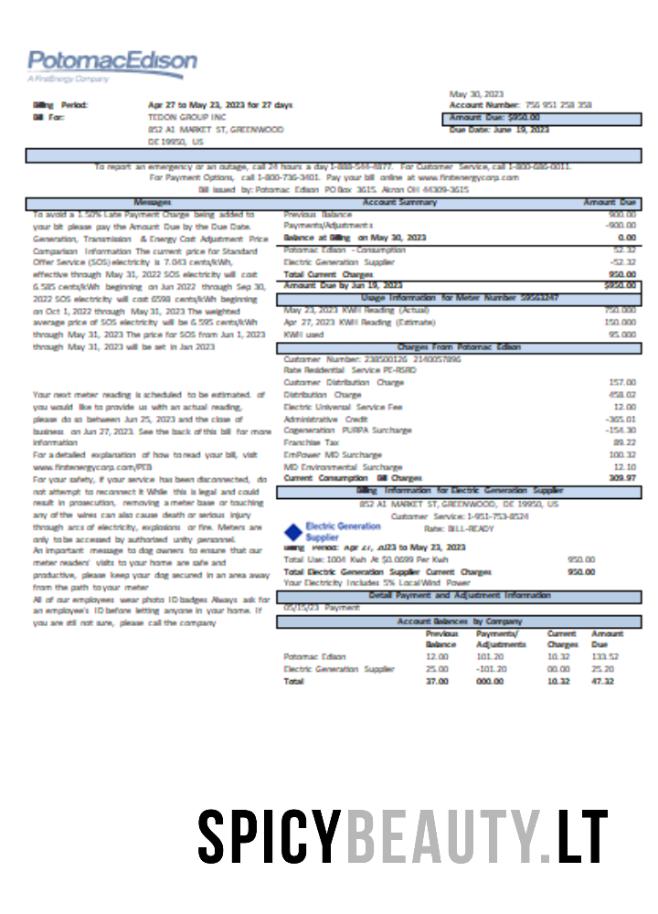 PotomacEdison
A FirstEnergy Company
May 30, 2023
Billing Period: Apr 27 to May 23, 2023 for 27 days
Account Number: 756 951 258 358
Bill For: TEDON GROUP INC
Amount Due: $950.00
852 A1 MARKET ST, GREENWOOD
Due Date: June 19, 2023
DE 19950, US
To report an emergency or an outage, call 24 hours a day 1-888-544-4877. For Customer Service, call 1-800-686-0011.
For Payment Options, call 1-800-736-3401. Pay your bill online at www.firstenergycorp.com
Bill issued by: Potomac Edison PO Box 3615. Akron OH 44309-3615
Messages
To avoid a 1.50% Late Payment Charge being added to
your bill please pay the Amount Due by the Due Date.
Generation, Transmission & Energy Cost Adjustment Price
Comparison Information The current price for Standard
Offer Service (SOS) electricity is 7.043 cents/kWh,
effective through May 31, 2022 SOS electricity will cost
6.585 cents/kWh beginning on Jun 2022 through Sep 30,
2022 SOS electricity will cost 6598 cents/kWh beginning
on Oct 1, 2022 through May 31, 2023 The weighted
average price of SOS electricity will be 6.595 cents/kWh
through May 31, 2023 The price for SOS from Jun 1, 2023
through May 31, 2023 will be set in Jan 2023
Your next meter reading is scheduled to be estimated. of
you would like to provide us with an actual reading,
please do so between Jun 25, 2023 and the close of
business on Jun 27, 2023. See the back of this bill for more
information
For a detailed explanation of how to read your bill, visit
www.firstenergycorp.com/PEB
For your safety, if your service has been disconnected, do
not attempt to reconnect it While this is legal and could
result in prosecution, removing a meter base or touching
any of the wires can also cause death or serious injury
through arcs of electricity, explosions or fire. Meters are
only to be accessed by authorized unity personnel.
An important message to dog owners to ensure that our
meter readers' visits to your home are safe and
productive, please keep your dog secured in an area away
from the path to your meter
All of our employees wear photo ID badges Always ask for
an employee's ID before letting anyone in your home. If
you are still not sure, please call the company
Account Summary Amount Due
Previous Balance 900.00
Payments/Adjustments -900.00
Balance at Billing on May 30, 2023 0.00
Potomac Edison - Consumption 52.32
Electric Generation Supplier -52.32
Total Current Charges 950.00
Amount Due by Jun 19, 2023 $950.00
Usage Information for Meter Number S9563247
May 23, 2023 KWH Reading (Actual) 750.000
Apr 27, 2023 KWH Reading (Estimate) 150.000
KWH used 95.000
Charges From Potomac Edison
Customer Number: 238500126 2140057896
Rate Residential Service PE-RSRD
Customer Distribution Charge 157.00
Distribution Charge 458.02
Electric Universal Service Fee 12.00
Administrative Credit -365.01
Cogeneration PURPA Surcharge -154.30
Franchise Tax 89.22
EmPower MD Surcharge 100.32
MD Environmental Surcharge 12.10
Current Consumption Bill Charges 309.97
Billing Information for Electric Generation Supplier
852 A1 MARKET ST, GREENWOOD, DE 19950, US
Customer Service: 1-951-753-8524
Electric Generation
Supplier
Rate: BILL-READY
Billing Period: Apr 27, 2023 to May 23, 2023
Total Use: 1004 Kwh At $0.0699 Per Kwh 950.00
Total Electric Generation Supplier Current Charges 950.00
Your Electricity Includes 5% Local Wind Power
Detail Payment and Adjustment Information
05/15/23 Payment
Account Balances by Company
Previous Payments/ Current Amount
Balance Adjustments Charges Due
Potomac Edison 12.00 101.20 10.32 133.52
Electric Generation Supplier 25.00 -101.20 00.00 25.20
Total 37.00 000.00 10.32 47.32
SPICYBEAUTY.LT